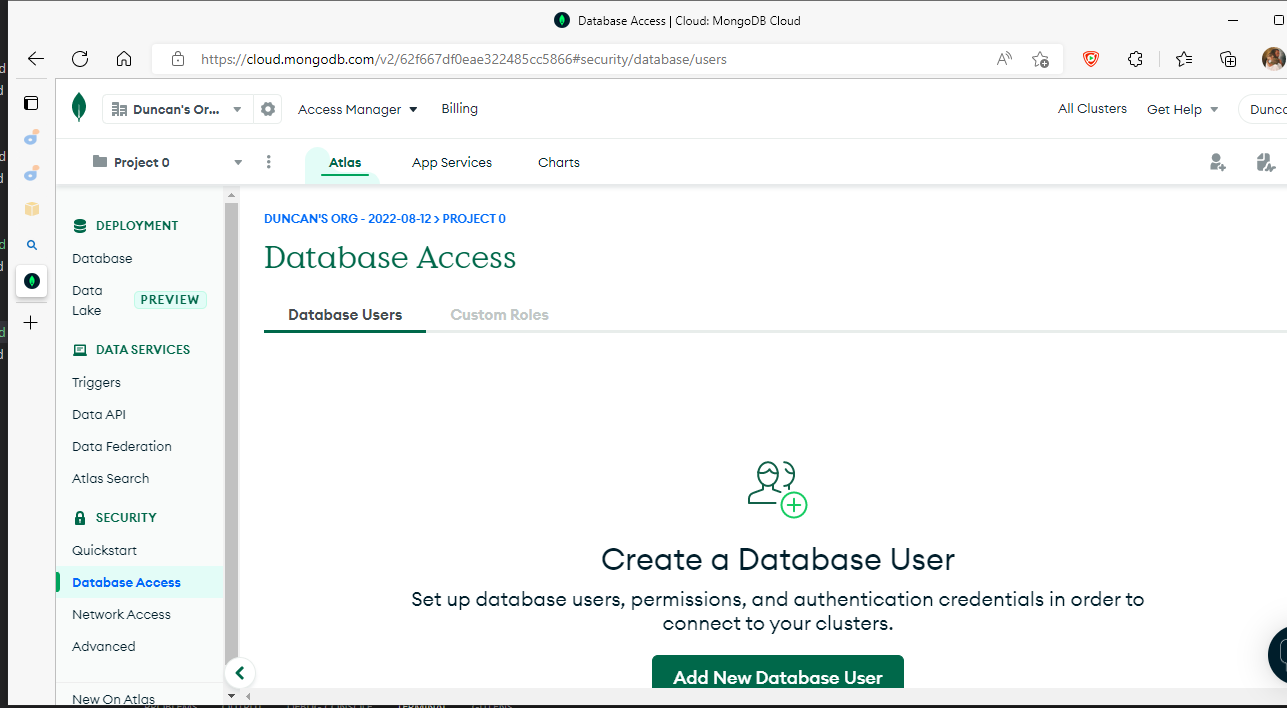 Database Access | Cloud: MongoDB Cloud
https://cloud.mongodb.com/v2/62f667df0eae322485cc5866#security/database/users
Duncan's Or...
Access Manager
Billing
All Clusters
Get Help
Project 0
Atlas
App Services
Charts
DEPLOYMENT
Database
Data
Lake
PREVIEW
DATA SERVICES
Triggers
Data API
Data Federation
Atlas Search
SECURITY
Quickstart
Database Access
Network Access
Advanced
New On Atlas
DUNCAN'S ORG - 2022-08-12 > PROJECT 0
Database Access
Database Users
Custom Roles
Create a Database User
Set up database users, permissions, and authentication credentials in order to
connect to your clusters.
Add New Database User